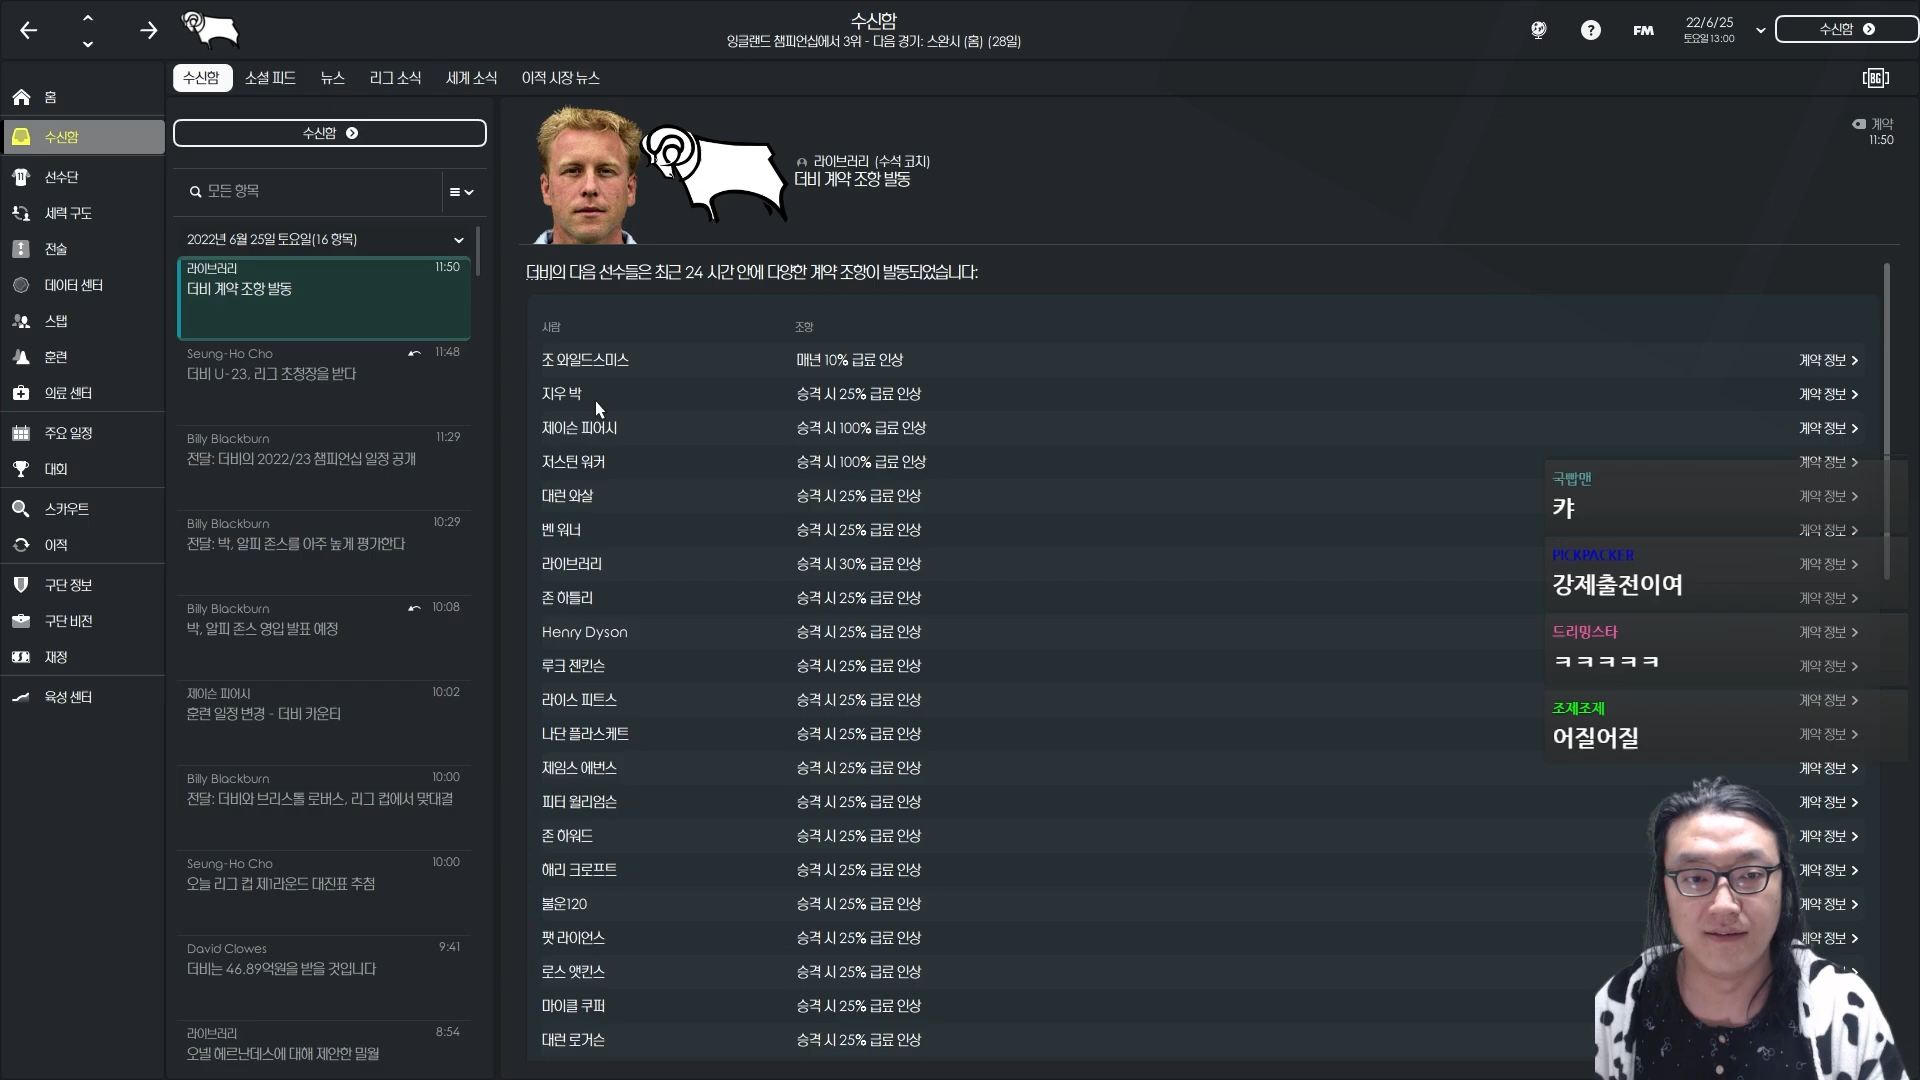 수신함
잉글랜드 챔피언십에서 3위 - 다음 경기: 스완시 (홈) (28일)
FM
22/6/25
토요일 13:00
수신함
수신함
소셜 피드
뉴스
리그 소식
세계 소식
이적 시장 뉴스
BG
홈
수신함
선수단
세력 구도
전술
데이터 센터
스탭
훈련
의료 센터
주요 일정
대회
스카우트
이적
구단 정보
구단 비전
재정
육성 센터
수신함
모든 항목
2022년 6월 25일 토요일(16 항목)
라이브러리 11:50
더비 계약 조항 발동
Seung-Ho Cho 11:48
더비 U-23, 리그 초청장을 받다
Billy Blackburn 11:29
전달: 더비의 2022/23 챔피언십 일정 공개
Billy Blackburn 10:29
전달: 박, 알피 존스를 아주 높게 평가한다
Billy Blackburn 10:08
박, 알피 존스 영입 발표 예정
제이슨 피어시 10:02
훈련 일정 변경 - 더비 카운티
Billy Blackburn 10:00
전달: 더비와 브리스톨 로버스, 리그 컵에서 맞대결
Seung-Ho Cho 10:00
오늘 리그 컵 제1라운드 대진표 추첨
David Clowes 9:41
더비는 46.89억원을 받을 것입니다
라이브러리 8:54
오넬 에르난데스에 대해 제안한 밀월
라이브러리 (수석 코치)
더비 계약 조항 발동
계약
11:50
더비의 다음 선수들은 최근 24 시간 안에 다양한 계약 조항이 발동되었습니다:
사람 조항
조 와일드스미스 매년 10% 급료 인상 계약 정보
지우 박 승격 시 25% 급료 인상 계약 정보
제이슨 피어시 승격 시 100% 급료 인상 계약 정보
저스틴 워커 승격 시 100% 급료 인상 계약 정보
대런 와살 승격 시 25% 급료 인상 계약 정보
벤 워너 승격 시 25% 급료 인상 계약 정보
라이브러리 승격 시 30% 급료 인상 계약 정보
존 하틀리 승격 시 25% 급료 인상 계약 정보
Henry Dyson 승격 시 25% 급료 인상 계약 정보
루크 젠킨슨 승격 시 25% 급료 인상 계약 정보
라이스 피트스 승격 시 25% 급료 인상 계약 정보
나단 플라스케트 승격 시 25% 급료 인상 계약 정보
제임스 에번스 승격 시 25% 급료 인상 계약 정보
피터 윌리엄슨 승격 시 25% 급료 인상 계약 정보
존 하워드 승격 시 25% 급료 인상 계약 정보
해리 크로프트 승격 시 25% 급료 인상 계약 정보
불운120 승격 시 25% 급료 인상 계약 정보
팻 라이언스 승격 시 25% 급료 인상 계약 정보
로스 앳킨스 승격 시 25% 급료 인상
마이클 쿠퍼 승격 시 25% 급료 인상
대런 로거슨 승격 시 25% 급료 인상
국빱맨
캬
PICKPACKER
강제출전이여
드리밍스타
ㅋㅋㅋㅋㅋ
조제조제
어질어질